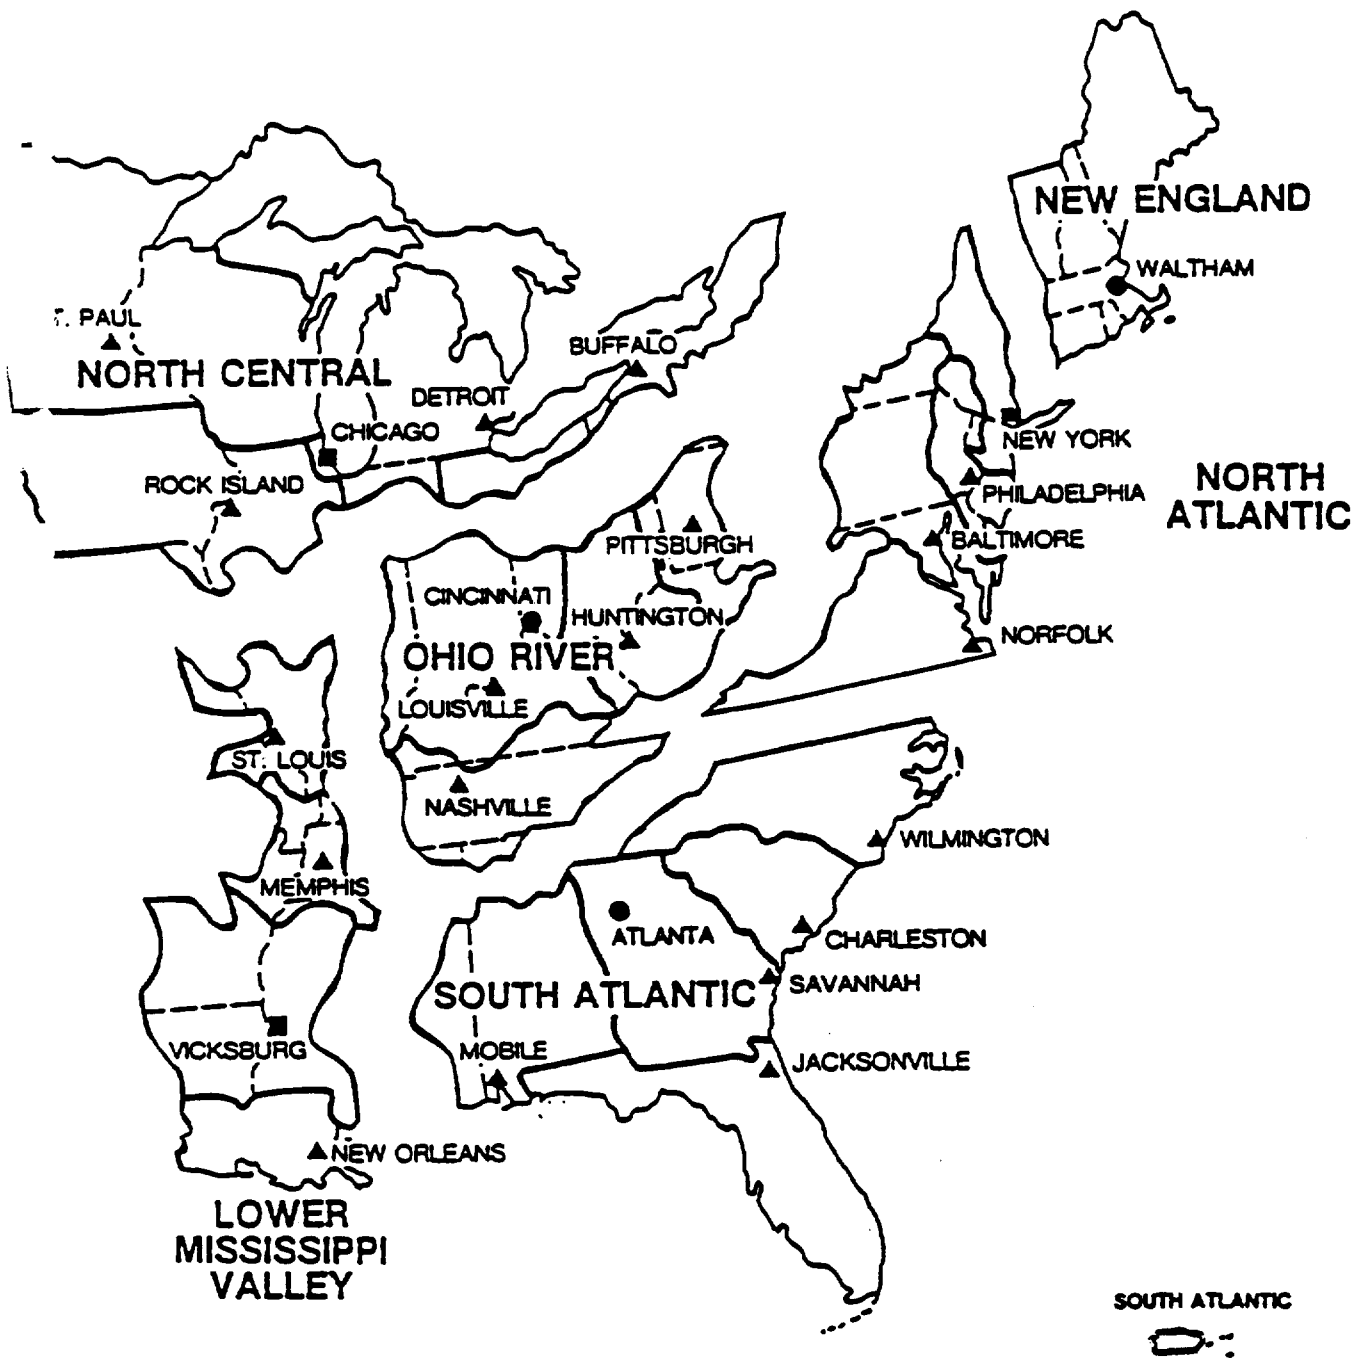 NEW ENGLAND
WALTHAM
PAUL
BUFFALO
NORTH CENTRAL
DETROIT
CHICAGO
NEW YORK
ROCK ISLAND
NORTH
ATLANTIC
PHILADELPHIA
PITTSBURGH
BALTIMORE
CINCINNATI
HUNTINGTON
NORFOLK
OHIO RIVER
LOUISVILLE
ST. LOUIS
NASHVILLE
WILMINGTON
MEMPHIS
ATLANTA
CHARLESTON
SOUTH ATLANTIC
SAVANNAH
VICKSBURG
MOBILE
JACKSONVILLE
NEW ORLEANS
LOWER
MISSISSIPPI
VALLEY
SOUTH ATLANTIC